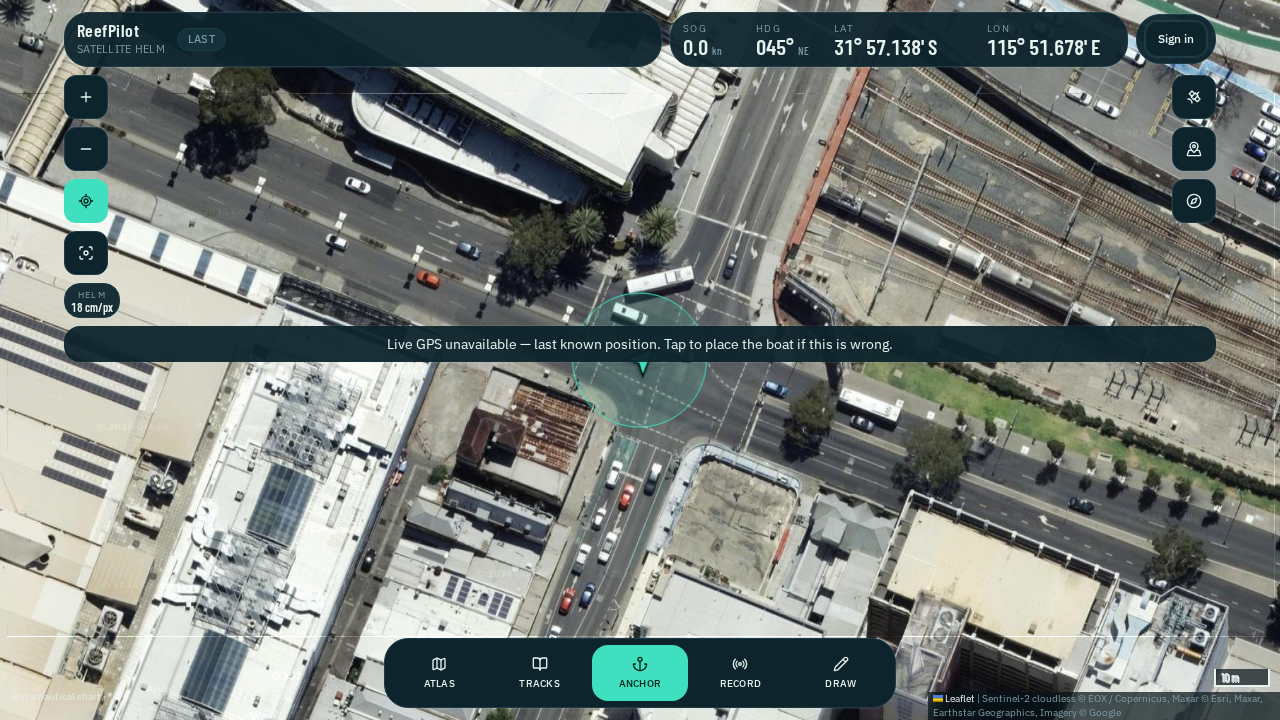 ReefPilot
SATELLITE HELM
LAST
SOG
0.0 kn
HDG
045° NE
LAT
31° 57.138' S
LON
115° 51.678' E
Sign in
HELM
18 cm/px
Live GPS unavailable — last known position. Tap to place the boat if this is wrong.
ATLAS
TRACKS
ANCHOR
RECORD
DRAW
10 m
Leaflet | Sentinel-2 cloudless © EOX / Copernicus, Maxar © Esri, Maxar,
Earthstar Geographics, Imagery © Google